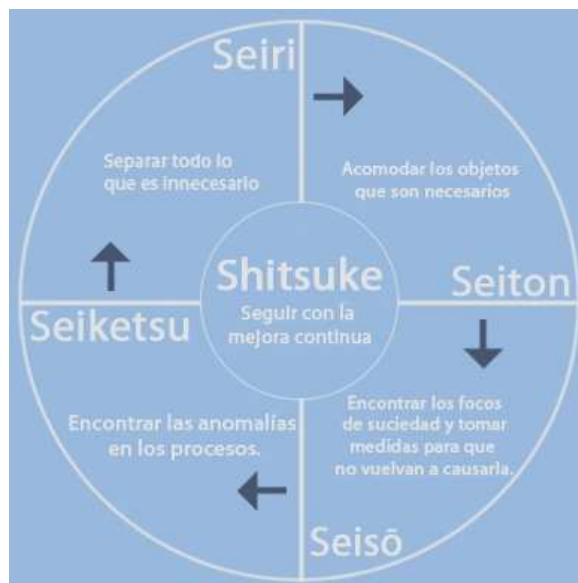 Seiri
Separar todo lo
que es innecesario
Acomodar los objetos
que son necesarios
Seiton
Shitsuke
Seguir con la
mejora continua
Seiketsu
Encontrar las anomalías
en los procesos.
Encontrar los focos
de suciedad y tomar
medidas para que
no vuelvan a causarla.
Seisō